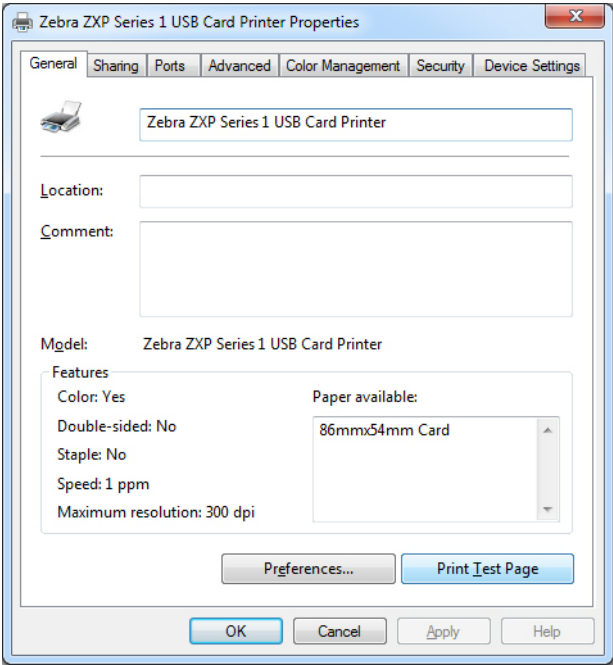 Zebra ZXP Series 1 USB Card Printer Properties
General Sharing Ports Advanced Color Management Security Device Settings
Zebra ZXP Series 1 USB Card Printer
Location:
Comment:
Model: Zebra ZXP Series 1 USB Card Printer
Features
Color: Yes Paper available:
Double-sided: No 86mmx54mm Card
Staple: No
Speed: 1 ppm
Maximum resolution: 300 dpi
Preferences... Print Test Page
OK Cancel Apply Help